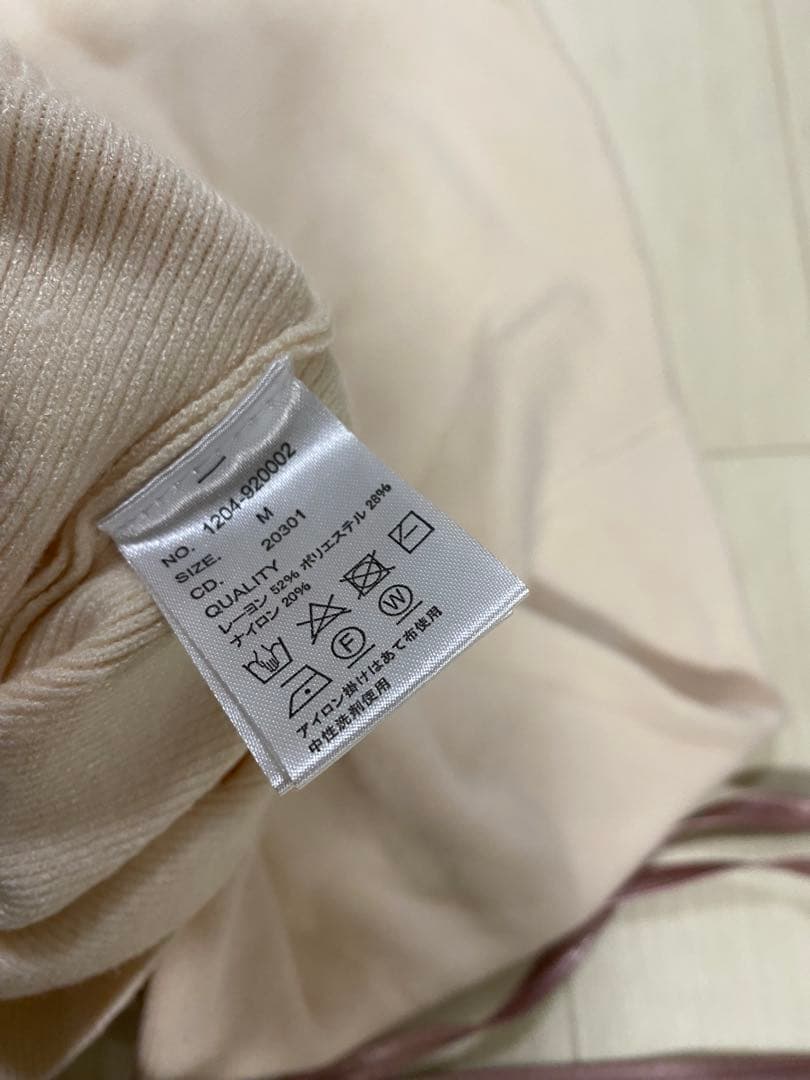 NO. 1204-920002
SIZE. M
CD. 20301
QUALITY
レーヨン 52% ポリエステル 28%
ナイロン 20%
F W
アイロン掛けはあて布使用
中性洗剤使用